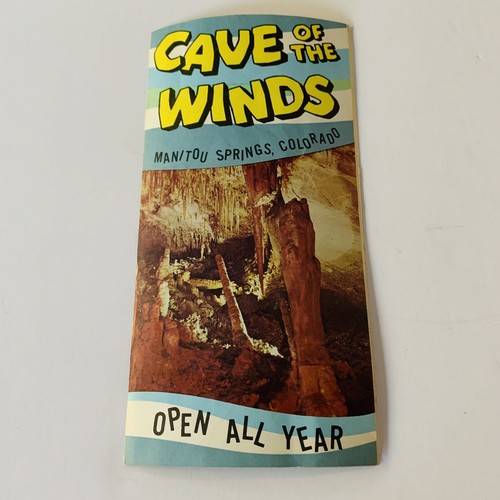 CAVE OF THE
WINDS
MANITOU SPRINGS, COLORADO
OPEN ALL YEAR